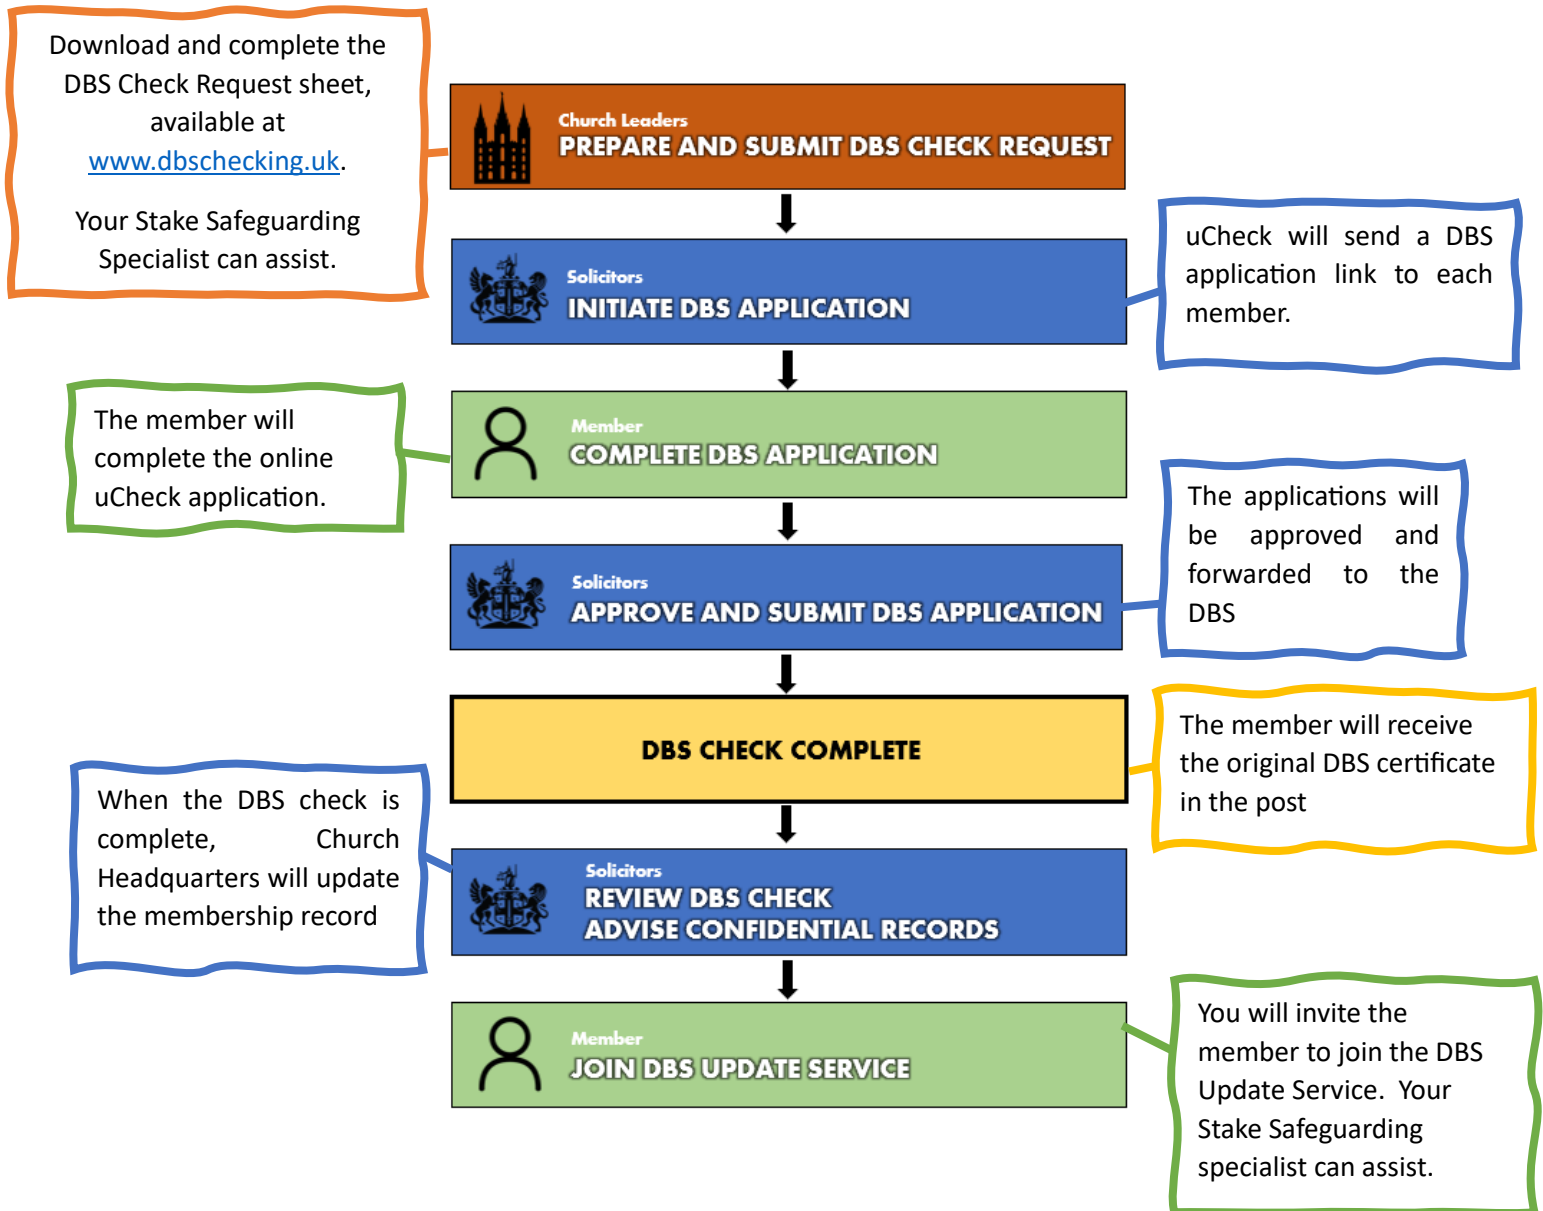 Download and complete the
DBS Check Request sheet,
available at
www.dbschecking.uk.
Your Stake Safeguarding
Specialist can assist.
Church Leaders
PREPARE AND SUBMIT DBS CHECK REQUEST
Solicitors
INITIATE DBS APPLICATION
uCheck will send a DBS
application link to each
member.
The member will
complete the online
uCheck application.
Member
COMPLETE DBS APPLICATION
Solicitors
APPROVE AND SUBMIT DBS APPLICATION
The applications will
be approved and
forwarded to the
DBS
DBS CHECK COMPLETE
The member will receive
the original DBS certificate
in the post
When the DBS check is
complete, Church
Headquarters will update
the membership record
Solicitors
REVIEW DBS CHECK
ADVISE CONFIDENTIAL RECORDS
Member
JOIN DBS UPDATE SERVICE
You will invite the
member to join the DBS
Update Service. Your
Stake Safeguarding
specialist can assist.